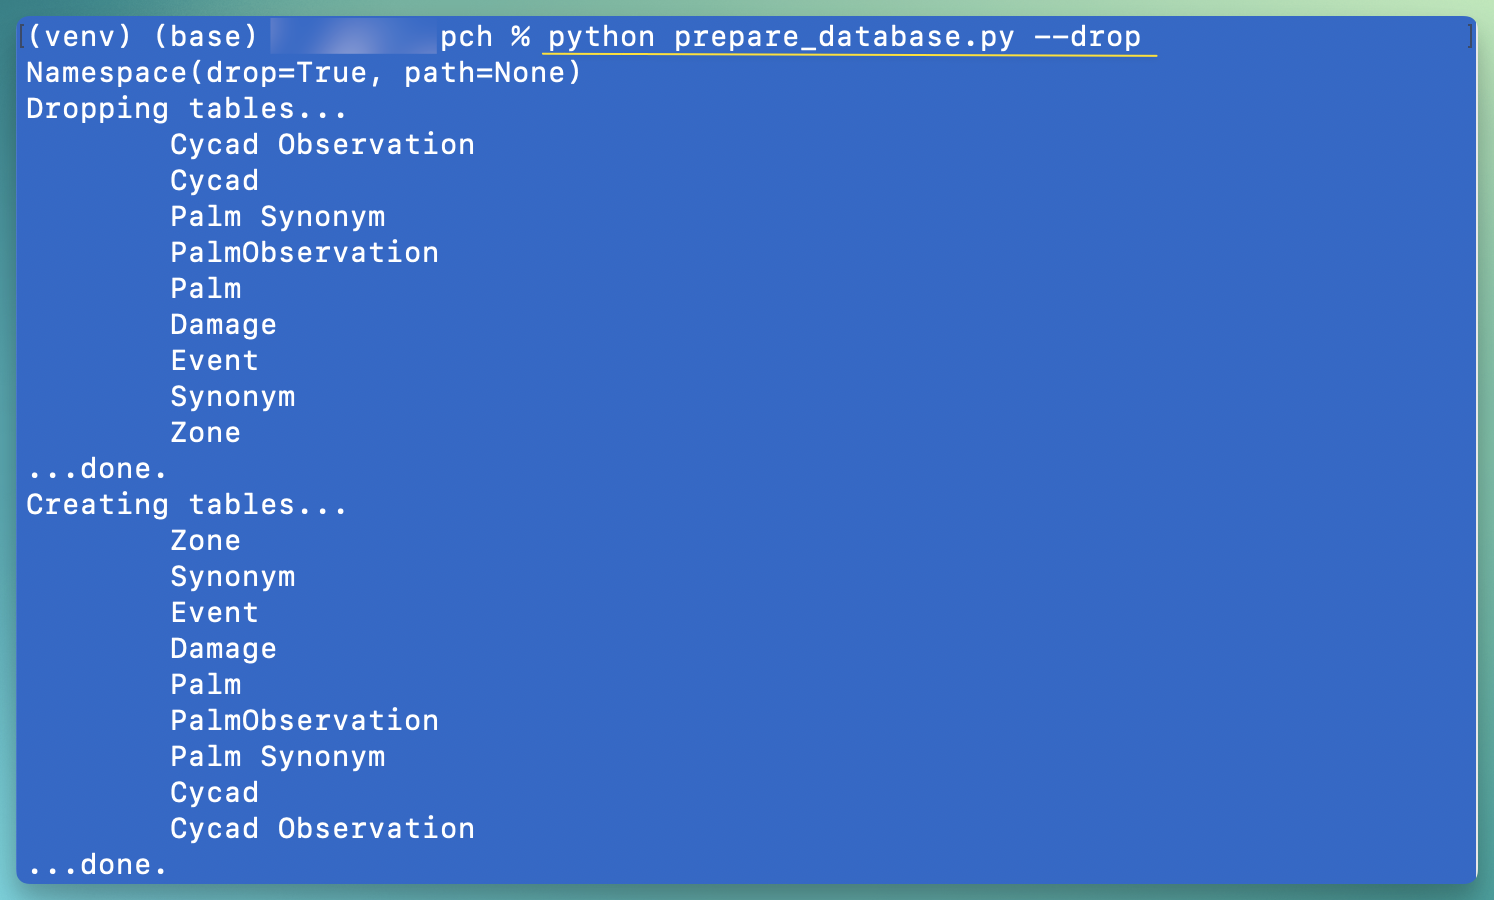 (venv) (base) pch % python prepare_database.py --drop
Namespace(drop=True, path=None)
Dropping tables...
Cycad Observation
Cycad
Palm Synonym
PalmObservation
Palm
Damage
Event
Synonym
Zone
...done.
Creating tables...
Zone
Synonym
Event
Damage
Palm
PalmObservation
Palm Synonym
Cycad
Cycad Observation
...done.